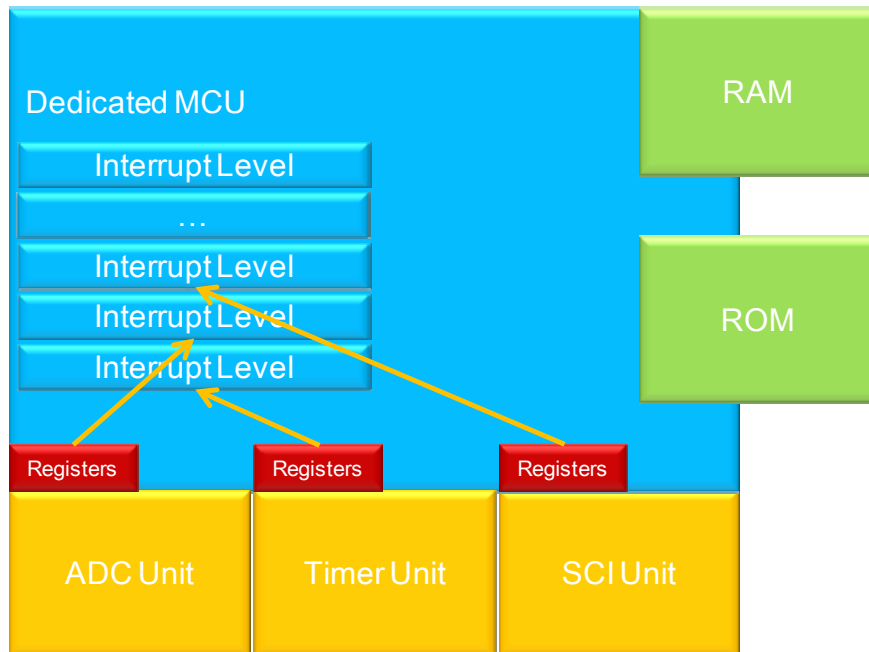 RAM
Dedicated MCU
Interrupt Level
...
Interrupt Level
Interrupt Level
ROM
Interrupt Level
Registers
Registers
Registers
ADC Unit
Timer Unit
SCI Unit